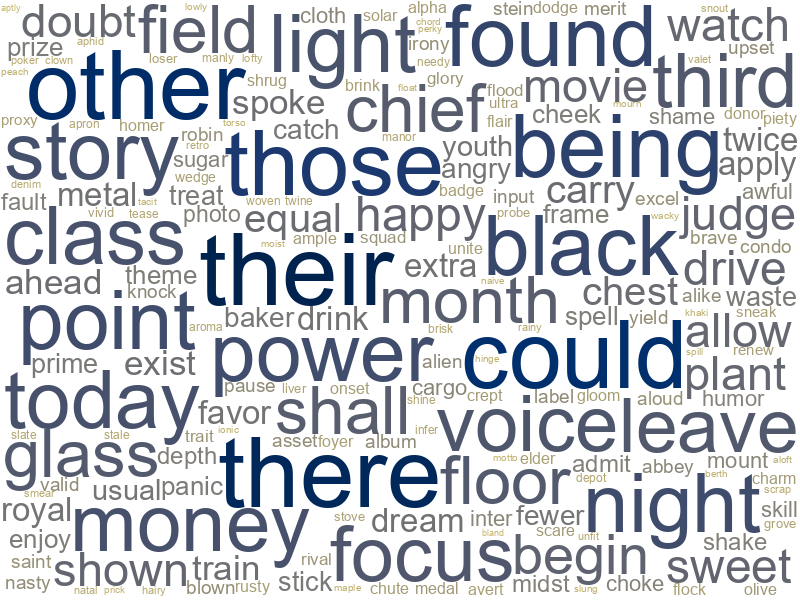 aptly doubt field lowly cloth solar alpha stein dodge merit snout
aphid light chord perky found watch
prize poker clown loser manly lofty irony needy upset
peach other shrug brink glory float flood movie third valet
spoke chief ultra mourn
proxy apron homer torso catch flair cheek shame donor piety
story robin retro those manor youth being twice
sugar wedge angry apply
denim metal tacit treat badge input carry excel awful
fault vivid tease photo woven twine equal happy probe frame wacky judge
class moist ample squad unite black brave condo
ahead theme their extra drive
knock naive chest alike waste
point aroma baker drink month brisk spell yield khaki sneak
rainy allow
prime exist power alien hinge could spill renew
plant
today pause liver onset cargo crept label gloom aloud humor
favor shall shine voice leave
slate stale trait ionic asset foyer album infer
glass depth there motto elder admit abbey mount berth aloft
valid smear usual panic floor depot night charm scrap
royal money stove dream inter fewer skill grove
enjoy bland scare unfit shake
saint shown train rival focus begin sweet
nasty natal prick hairy blown rusty stick maple chute medal avert midst slung choke flock olive